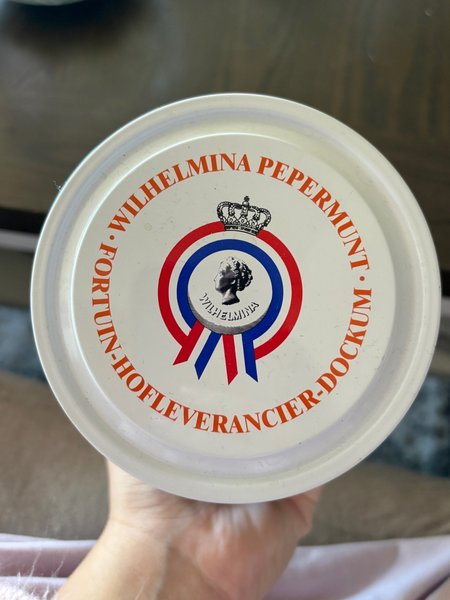 · WILHELMINA PEPERMUNT ·
FORTUIN-HOFLEVERANCIER-DOCKUM
WILHELMINA